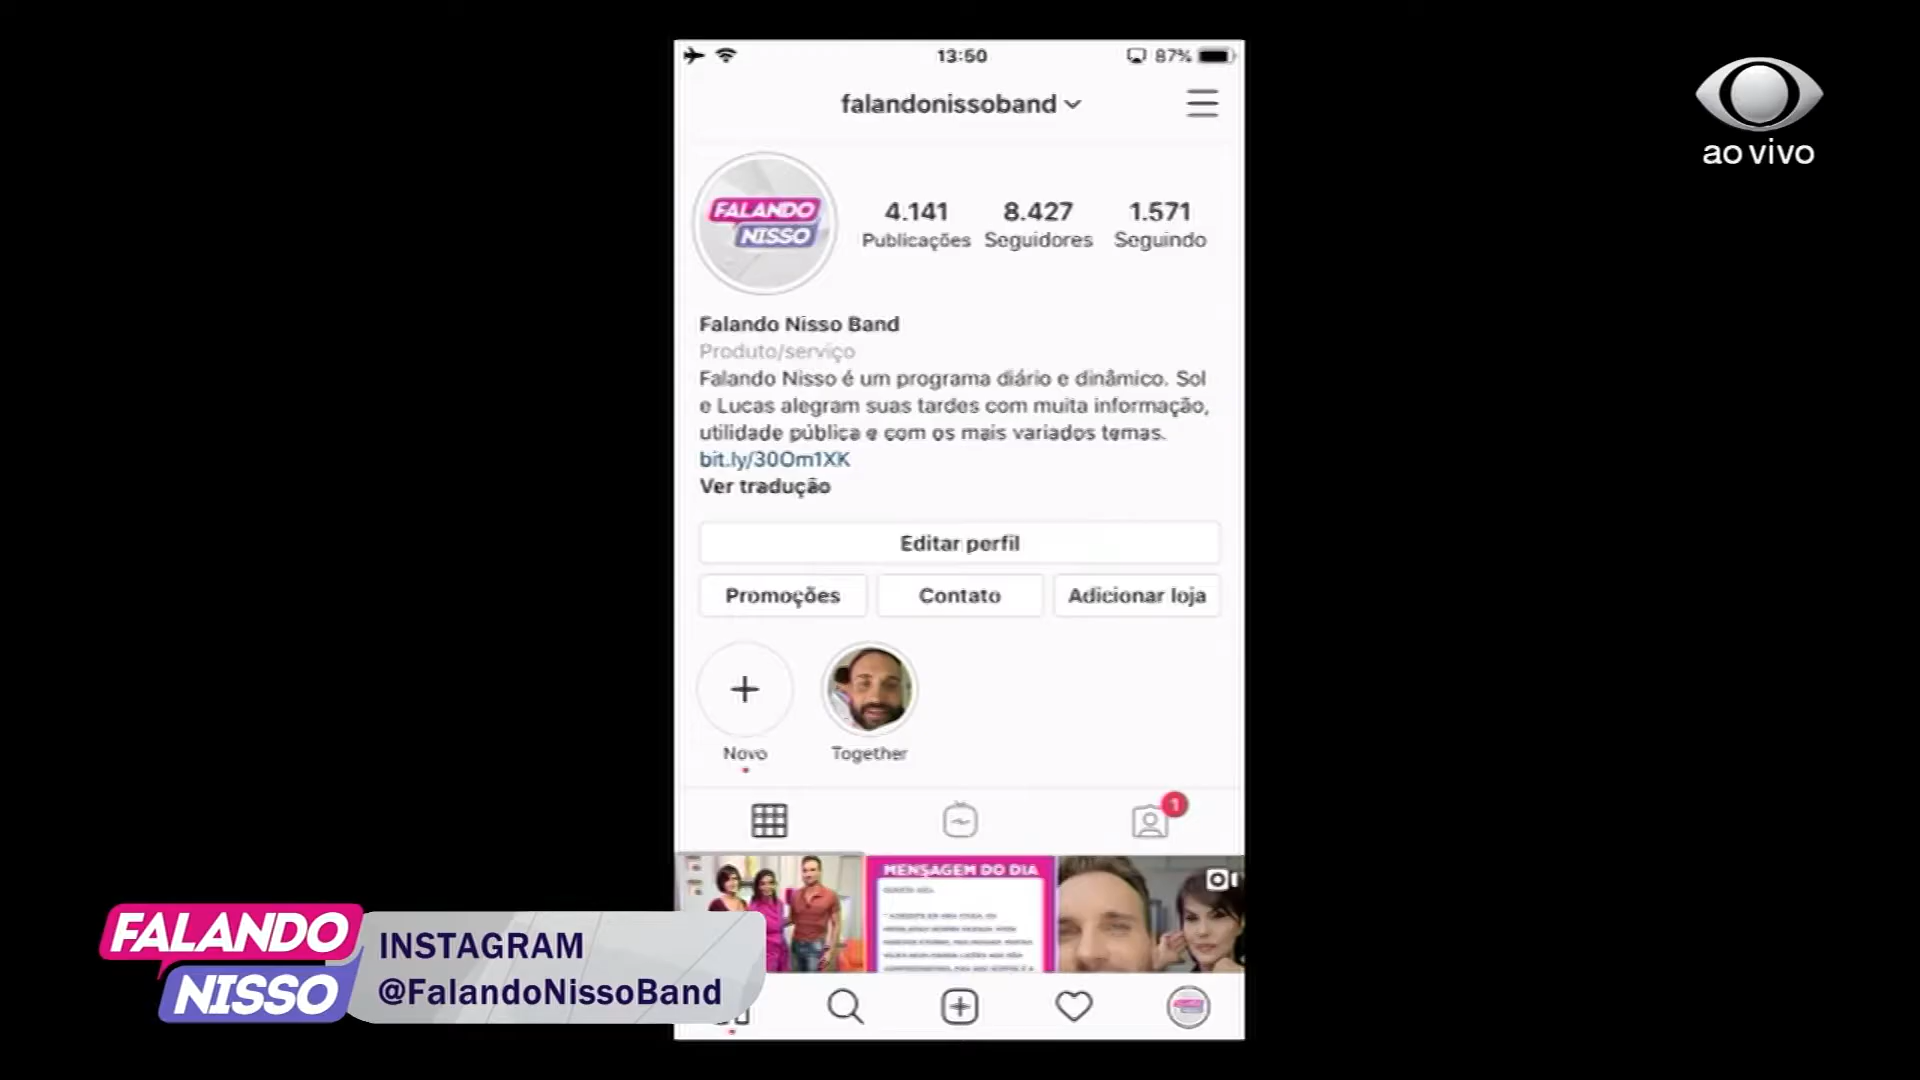 13:50
87%
falandonissoband
ao vivo
FALANDO
NISSO
4.141
8.427
1.571
Publicações
Seguidores
Seguindo
Falando Nisso Band
Produto/serviço
Falando Nisso é um programa diário e dinâmico. Sol
e Lucas alegram suas tardes com muita informação,
utilidade pública e com os mais variados temas.
bit.ly/30Om1XK
Ver tradução
Editar perfil
Promoções
Contato
Adicionar loja
Novo
Together
1
MENSAGEM DO DIA
FALANDO
NISSO
INSTAGRAM
@FalandoNissoBand